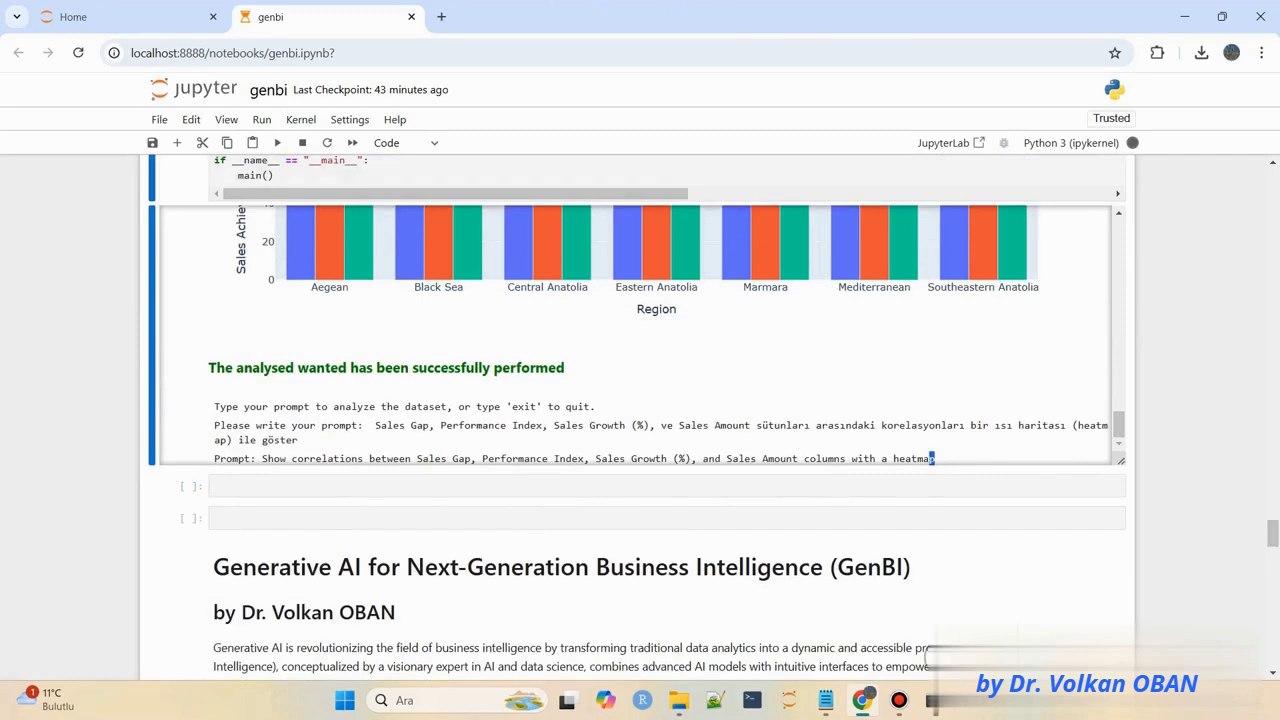 Home
genbi
localhost:8888/notebooks/genbi.ipynb?
jupyter genbi Last Checkpoint: 43 minutes ago
File Edit View Run Kernel Settings Help
Trusted
Code
JupyterLab Python 3 (ipykernel)
if __name__ == "__main__":
main()
Sales Achiev
20
0
Aegean Black Sea Central Anatolia Eastern Anatolia Marmara Mediterranean Southeastern Anatolia
Region
The analysed wanted has been successfully performed
Type your prompt to analyze the dataset, or type 'exit' to quit.
Please write your prompt: Sales Gap, Performance Index, Sales Growth (%), ve Sales Amount sütunları arasındaki korelasyonları bir ısı haritası (heatm
ap) ile göster
Prompt: Show correlations between Sales Gap, Performance Index, Sales Growth (%), and Sales Amount columns with a heatmap
[ ]:
[ ]:
Generative AI for Next-Generation Business Intelligence (GenBI)
by Dr. Volkan OBAN
Generative AI is revolutionizing the field of business intelligence by transforming traditional data analytics into a dynamic and accessible
Intelligence), conceptualized by a visionary expert in AI and data science, combines advanced AI models with intuitive interfaces to
by Dr. Volkan OBAN
1
11°C
Bulutlu
Ara